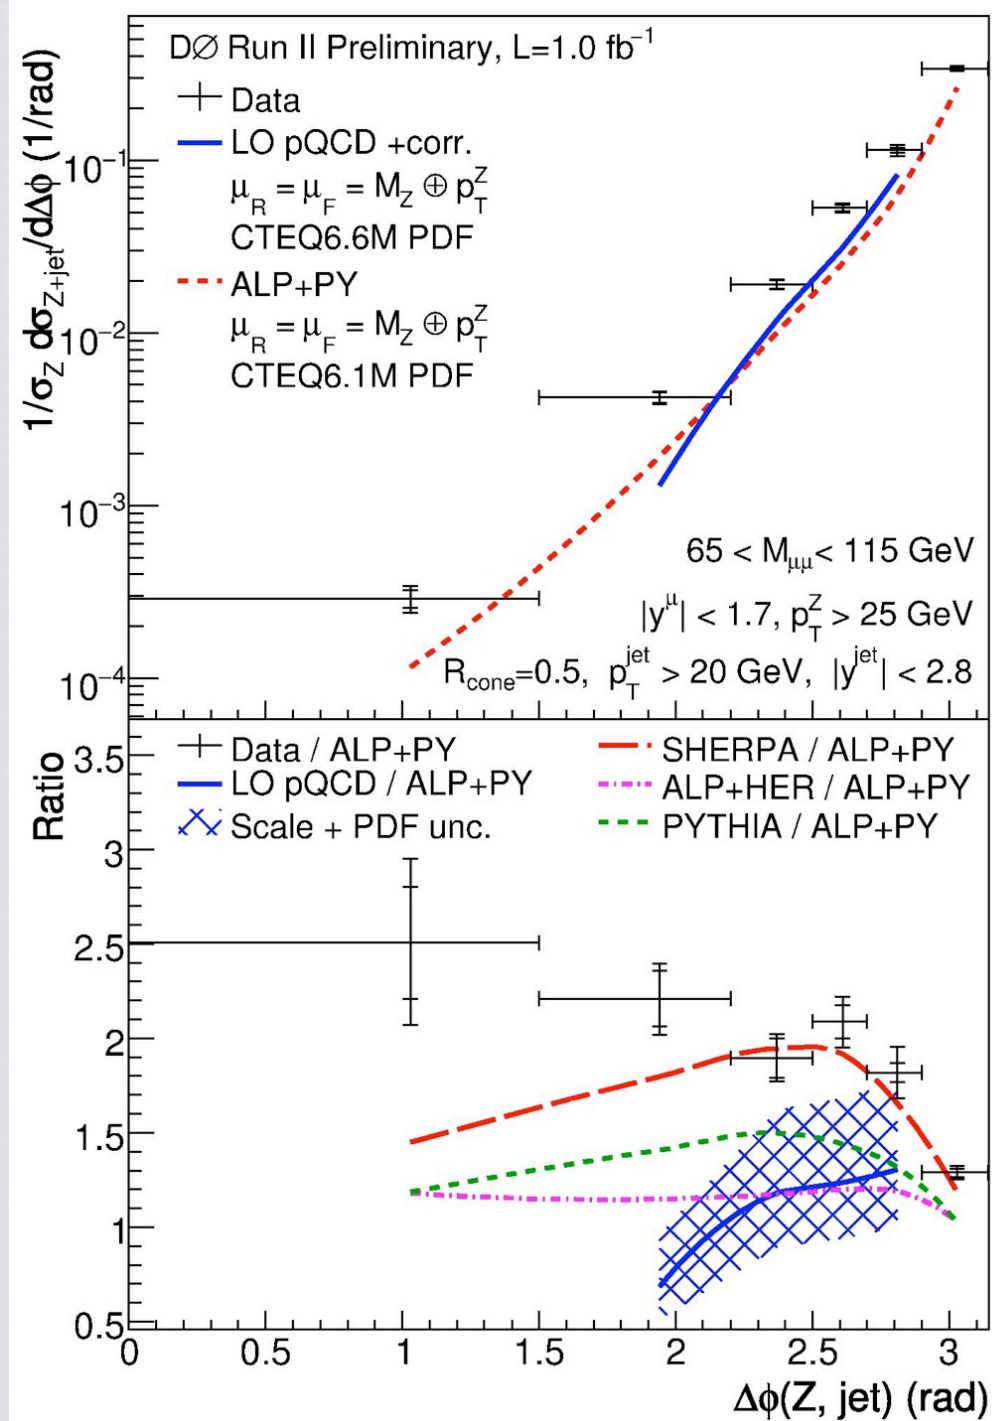 DØ Run II Preliminary, L=1.0 fb⁻¹
Data
LO pQCD +corr.
μ_R = μ_F = M_Z ⊕ p_T^Z
CTEQ6.6M PDF
ALP+PY
μ_R = μ_F = M_Z ⊕ p_T^Z
CTEQ6.1M PDF
1/σ_Z dσ_Z+jet/dΔϕ (1/rad)
10⁻¹
10⁻²
10⁻³
10⁻⁴
65 < M_μμ < 115 GeV
|y^μ| < 1.7, p_T^Z > 25 GeV
R_cone=0.5, p_T^jet > 20 GeV, |y^jet| < 2.8
Data / ALP+PY
LO pQCD / ALP+PY
Scale + PDF unc.
SHERPA / ALP+PY
ALP+HER / ALP+PY
PYTHIA / ALP+PY
Ratio
3.5
3
2.5
2
1.5
1
0.5
0 0.5 1 1.5 2 2.5 3
Δϕ(Z, jet) (rad)